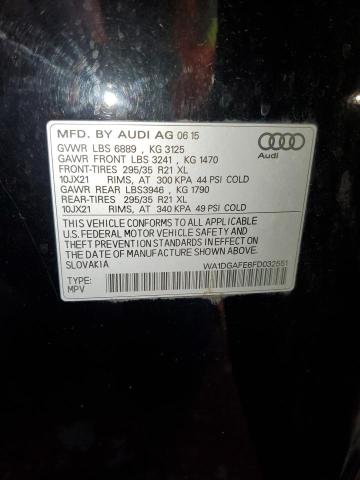 MFD. BY AUDI AG 06 15
GVWR LBS 6889 , KG 3125
GAWR FRONT LBS 3241 , KG 1470
FRONT-TIRES 295/35 R21 XL
10JX21 RIMS, AT 300 KPA 44 PSI COLD
GAWR REAR LBS3946 , KG 1790
REAR-TIRES 295/35 R21 XL
10JX21 RIMS, AT 340 KPA 49 PSI COLD
Audi
THIS VEHICLE CONFORMS TO ALL APPLICABLE
U.S.FEDERAL MOTOR VEHICLE SAFETY AND
THEFT PREVENTION STANDARDS IN EFFECT ON
THE DATE OF MANUFACTURE SHOWN ABOVE.
SLOVAKIA
WA1DGAFE6FD032551
TYPE:
MPV